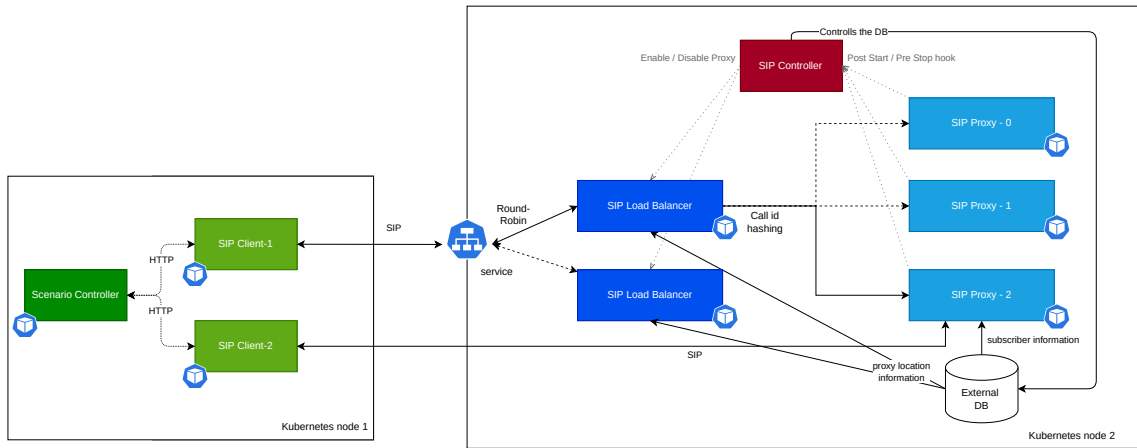 Controlls the DB
Enable / Disable Proxy
SIP Controller
Post Start / Pre Stop hook
SIP Proxy - 0
SIP Load Balancer
Round-
Robin
Call id
hashing
SIP Proxy - 1
SIP Client-1
SIP
service
HTTP
Scenario Controller
HTTP
SIP Load Balancer
SIP Proxy - 2
SIP Client-2
SIP
subscriber information
proxy location
information
External
DB
Kubernetes node 1
Kubernetes node 2